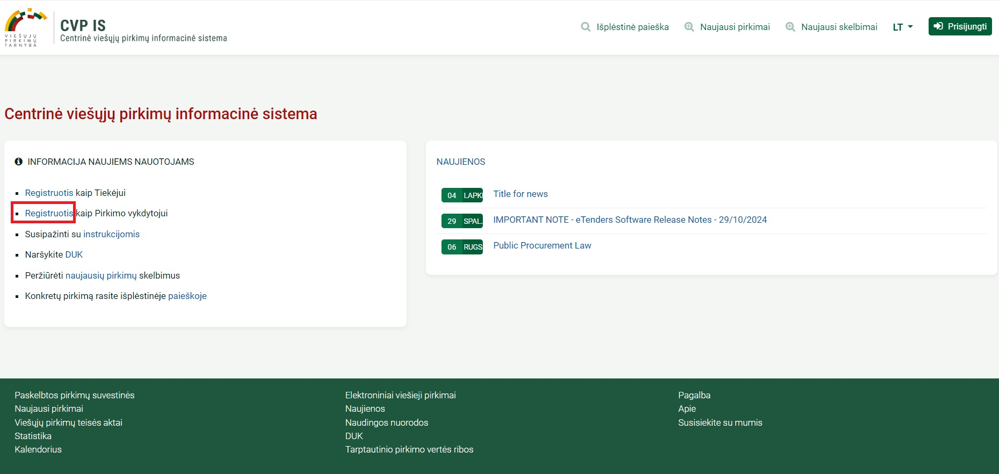 VIEŠŲJŲ
PIRKIMŲ
TARNYBA
CVP IS
Centrinė viešųjų pirkimų informacinė sistema
Išplėstinė paieška
Naujausi pirkimai
Naujausi skelbimai
LT
Prisijungti
Centrinė viešųjų pirkimų informacinė sistema
INFORMACIJA NAUJIEMS NAUOTOJAMS
Registruotis kaip Tiekėjui
Registruotis kaip Pirkimo vykdytojui
Susipažinti su instrukcijomis
Naršykite DUK
Peržiūrėti naujausių pirkimų skelbimus
Konkretų pirkimą rasite išplėstinėje paieškoje
NAUJIENOS
04 LAPK Title for news
29 SPAL. IMPORTANT NOTE - eTenders Software Release Notes - 29/10/2024
06 RUGS Public Procurement Law
Paskelbtos pirkimų suvestinės
Naujausi pirkimai
Viešųjų pirkimų teisės aktai
Statistika
Kalendorius
Elektroniniai viešieji pirkimai
Naujienos
Naudingos nuorodos
DUK
Tarptautinio pirkimo vertės ribos
Pagalba
Apie
Susisiekite su mumis